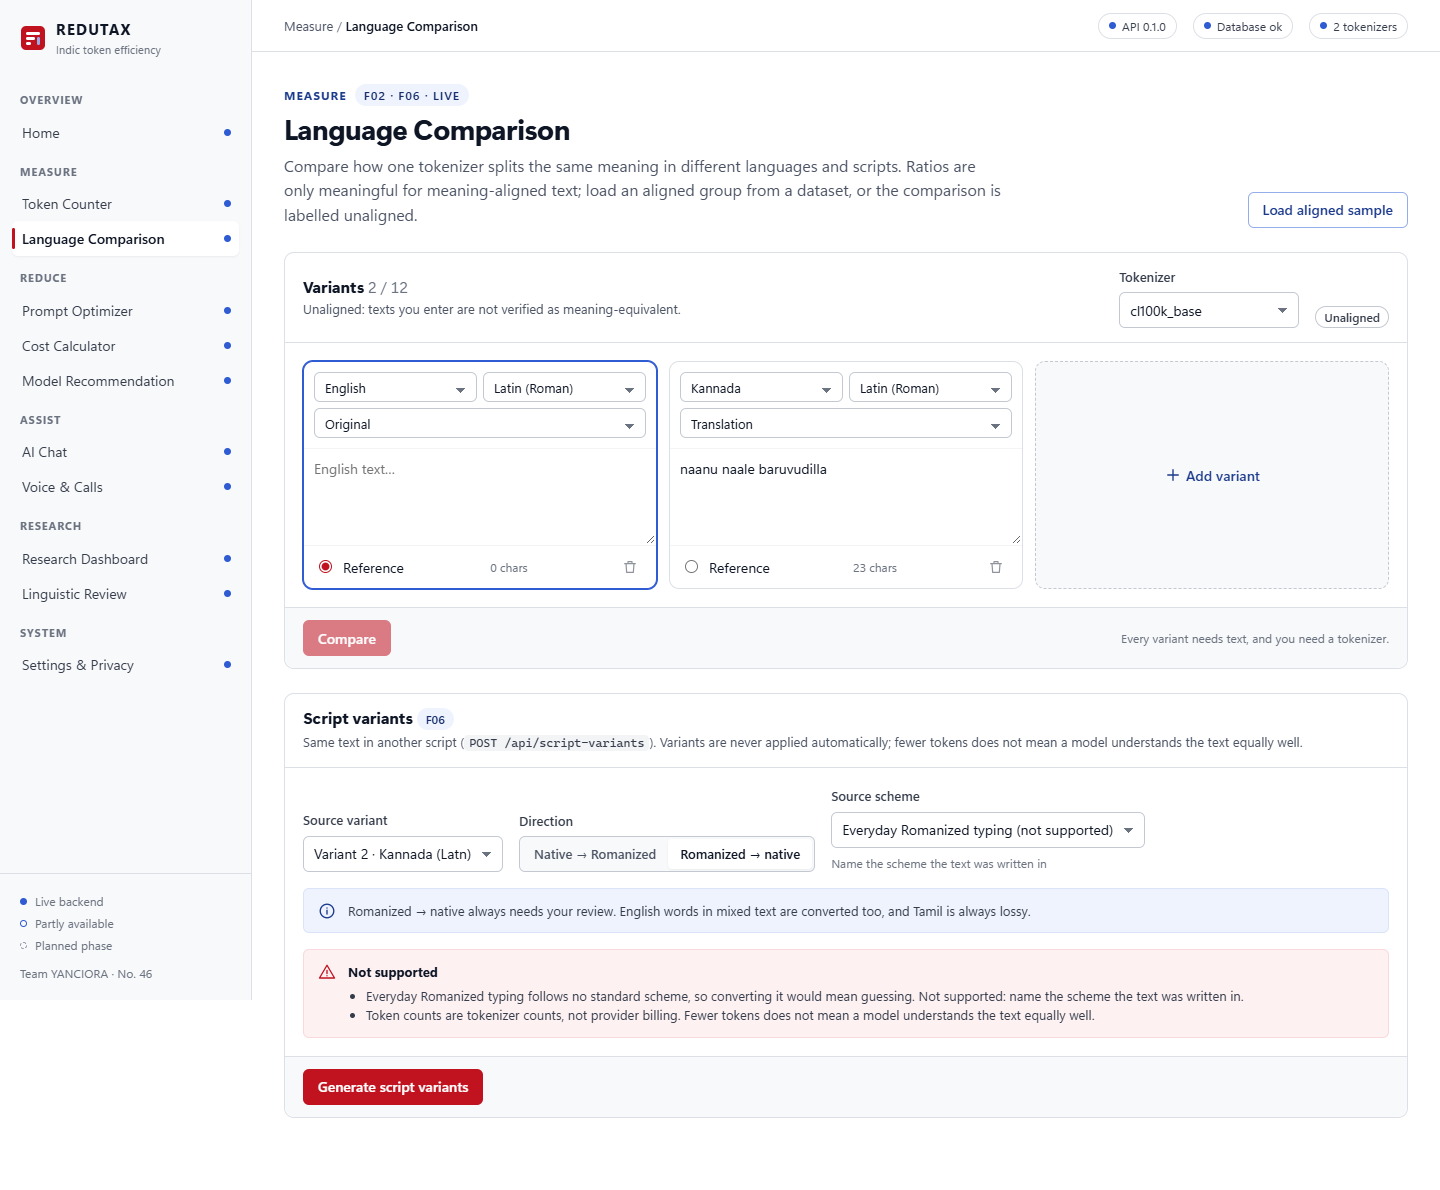 REDUTAX
Indic token efficiency
OVERVIEW
Home
MEASURE
Token Counter
Language Comparison
REDUCE
Prompt Optimizer
Cost Calculator
Model Recommendation
ASSIST
AI Chat
Voice & Calls
RESEARCH
Research Dashboard
Linguistic Review
SYSTEM
Settings & Privacy
Live backend
Partly available
Planned phase
Team YANCIORA · No. 46
Measure / Language Comparison
API 0.1.0
Database ok
2 tokenizers
MEASURE F02 · F06 · LIVE
Language Comparison
Compare how one tokenizer splits the same meaning in different languages and scripts. Ratios are
only meaningful for meaning-aligned text; load an aligned group from a dataset, or the comparison is
labelled unaligned.
Load aligned sample
Variants 2 / 12
Unaligned: texts you enter are not verified as meaning-equivalent.
Tokenizer
cl100k_base
Unaligned
English
Latin (Roman)
Original
English text...
Reference
0 chars
Kannada
Latin (Roman)
Translation
naanu naale baruvudilla
Reference
23 chars
+ Add variant
Compare
Every variant needs text, and you need a tokenizer.
Script variants F06
Same text in another script ( POST /api/script-variants ). Variants are never applied automatically; fewer tokens does not mean a model understands the text equally well.
Source variant
Variant 2 · Kannada (Latn)
Direction
Native → Romanized
Romanized → native
Source scheme
Everyday Romanized typing (not supported)
Name the scheme the text was written in
Romanized → native always needs your review. English words in mixed text are converted too, and Tamil is always lossy.
Not supported
• Everyday Romanized typing follows no standard scheme, so converting it would mean guessing. Not supported: name the scheme the text was written in.
• Token counts are tokenizer counts, not provider billing. Fewer tokens does not mean a model understands the text equally well.
Generate script variants